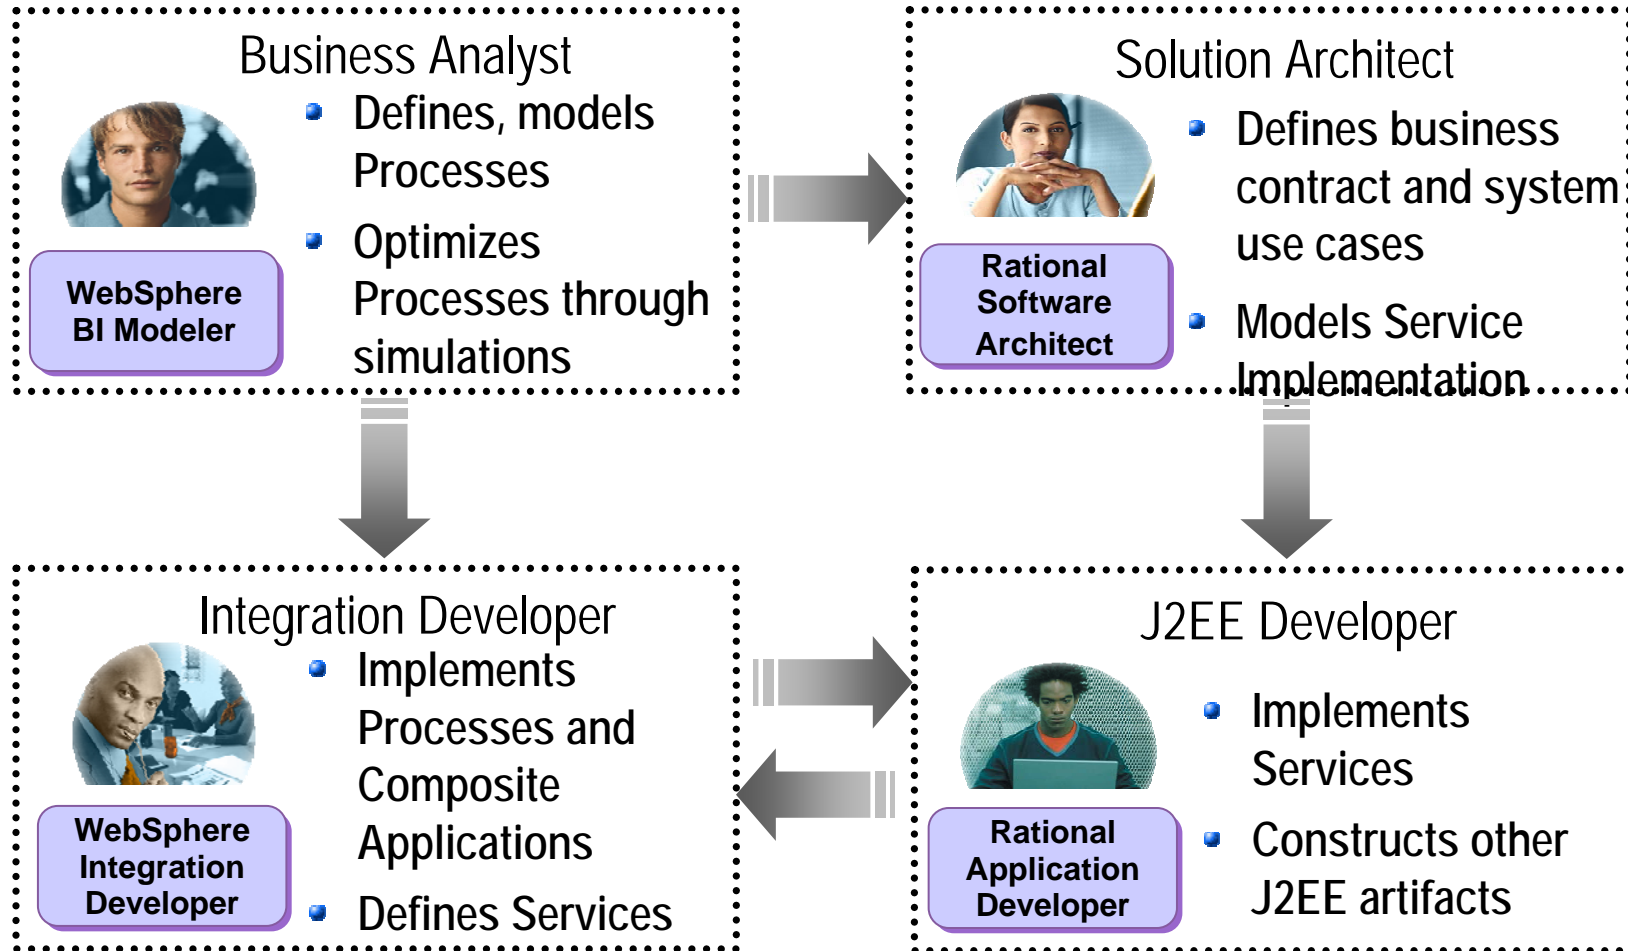 Business Analyst
Defines, models
Processes
Optimizes
Processes through
simulations
WebSphere
BI Modeler
Solution Architect
Defines business
contract and system
use cases
Models Service
Implementation
Rational
Software
Architect
Integration Developer
Implements
Processes and
Composite
Applications
Defines Services
WebSphere
Integration
Developer
J2EE Developer
Implements
Services
Constructs other
J2EE artifacts
Rational
Application
Developer